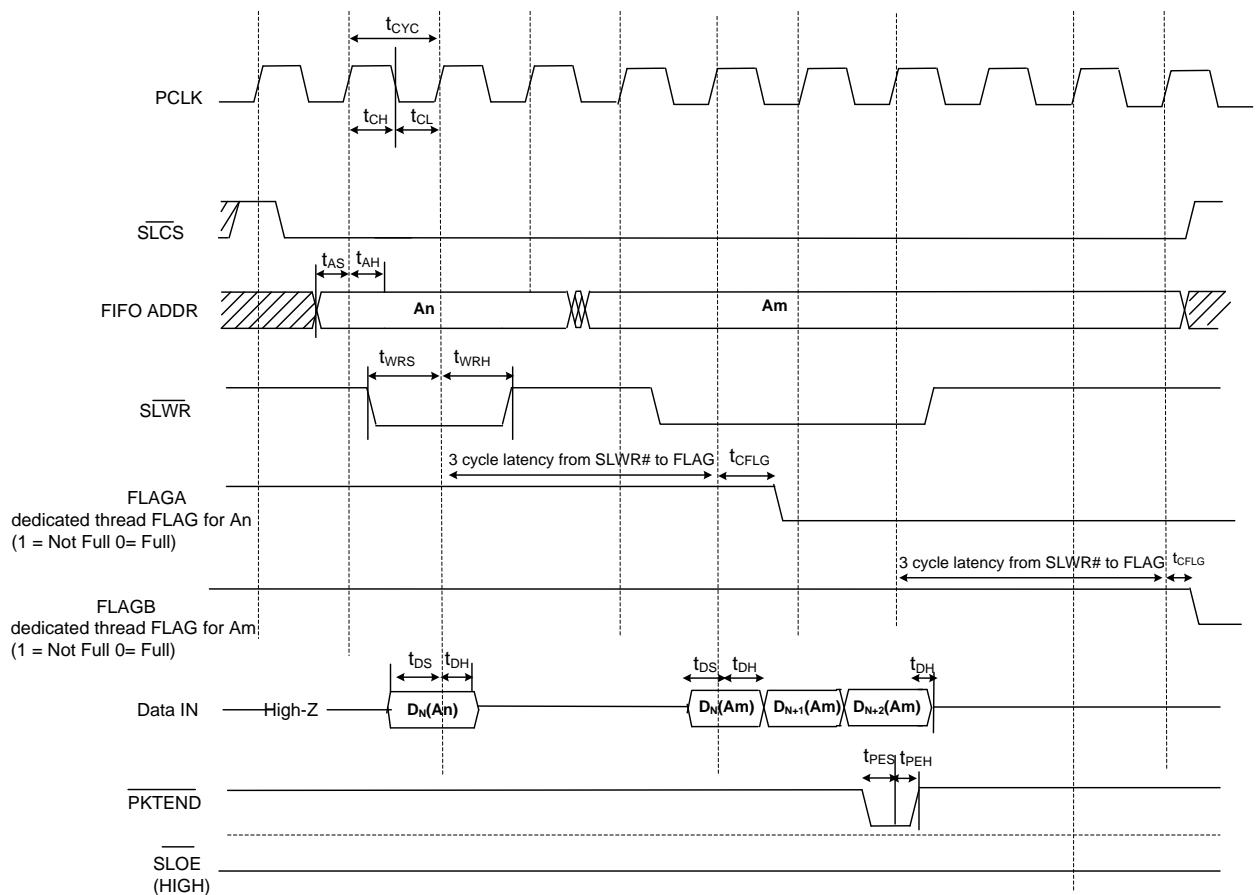 tCYC
PCLK
tCH
tCL
SLCS
tAS
tAH
FIFO ADDR
An
Am
tWRS
tWRH
SLWR
3 cycle latency from SLWR# to FLAG
tCFLG
FLAGA
dedicated thread FLAG for An
(1 = Not Full 0= Full)
3 cycle latency from SLWR# to FLAG
tCFLG
FLAGB
dedicated thread FLAG for Am
(1 = Not Full 0= Full)
tDS
tDH
tDS
tDH
tDH
Data IN
High-Z
DN(An)
DN(Am)
DN+1(Am)
DN+2(Am)
tPES
tPEH
PKTEND
SLOE
(HIGH)